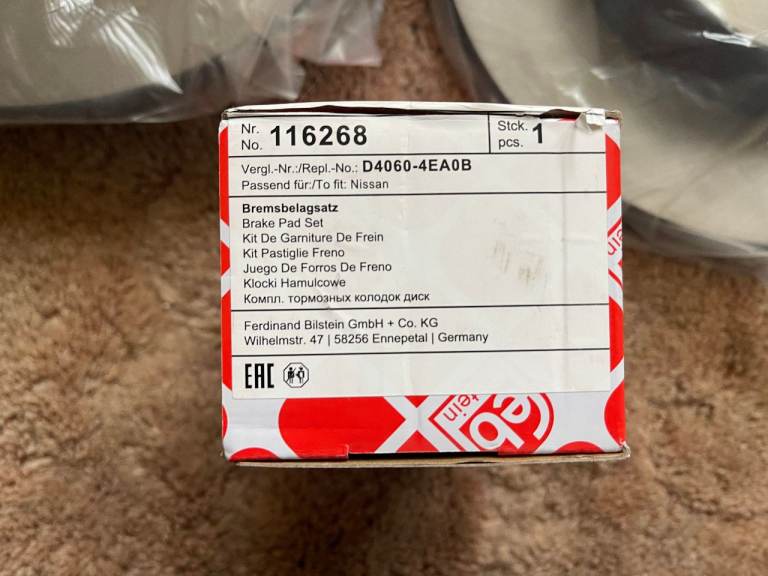 Nr.
No. 116268
Stck.
pcs. 1
Vergl.-Nr.:/Repl.-No.: D4060-4EA0B
Passend für:/To fit: Nissan
Bremsbelagsatz
Brake Pad Set
Kit De Garniture De Frein
Kit Pastiglie Freno
Juego De Forros De Freno
Klocki Hamulcowe
Компл. тормозных колодок диск
Ferdinand Bilstein GmbH + Co. KG
Wilhelmstr. 47 | 58256 Ennepetal | Germany
EAC